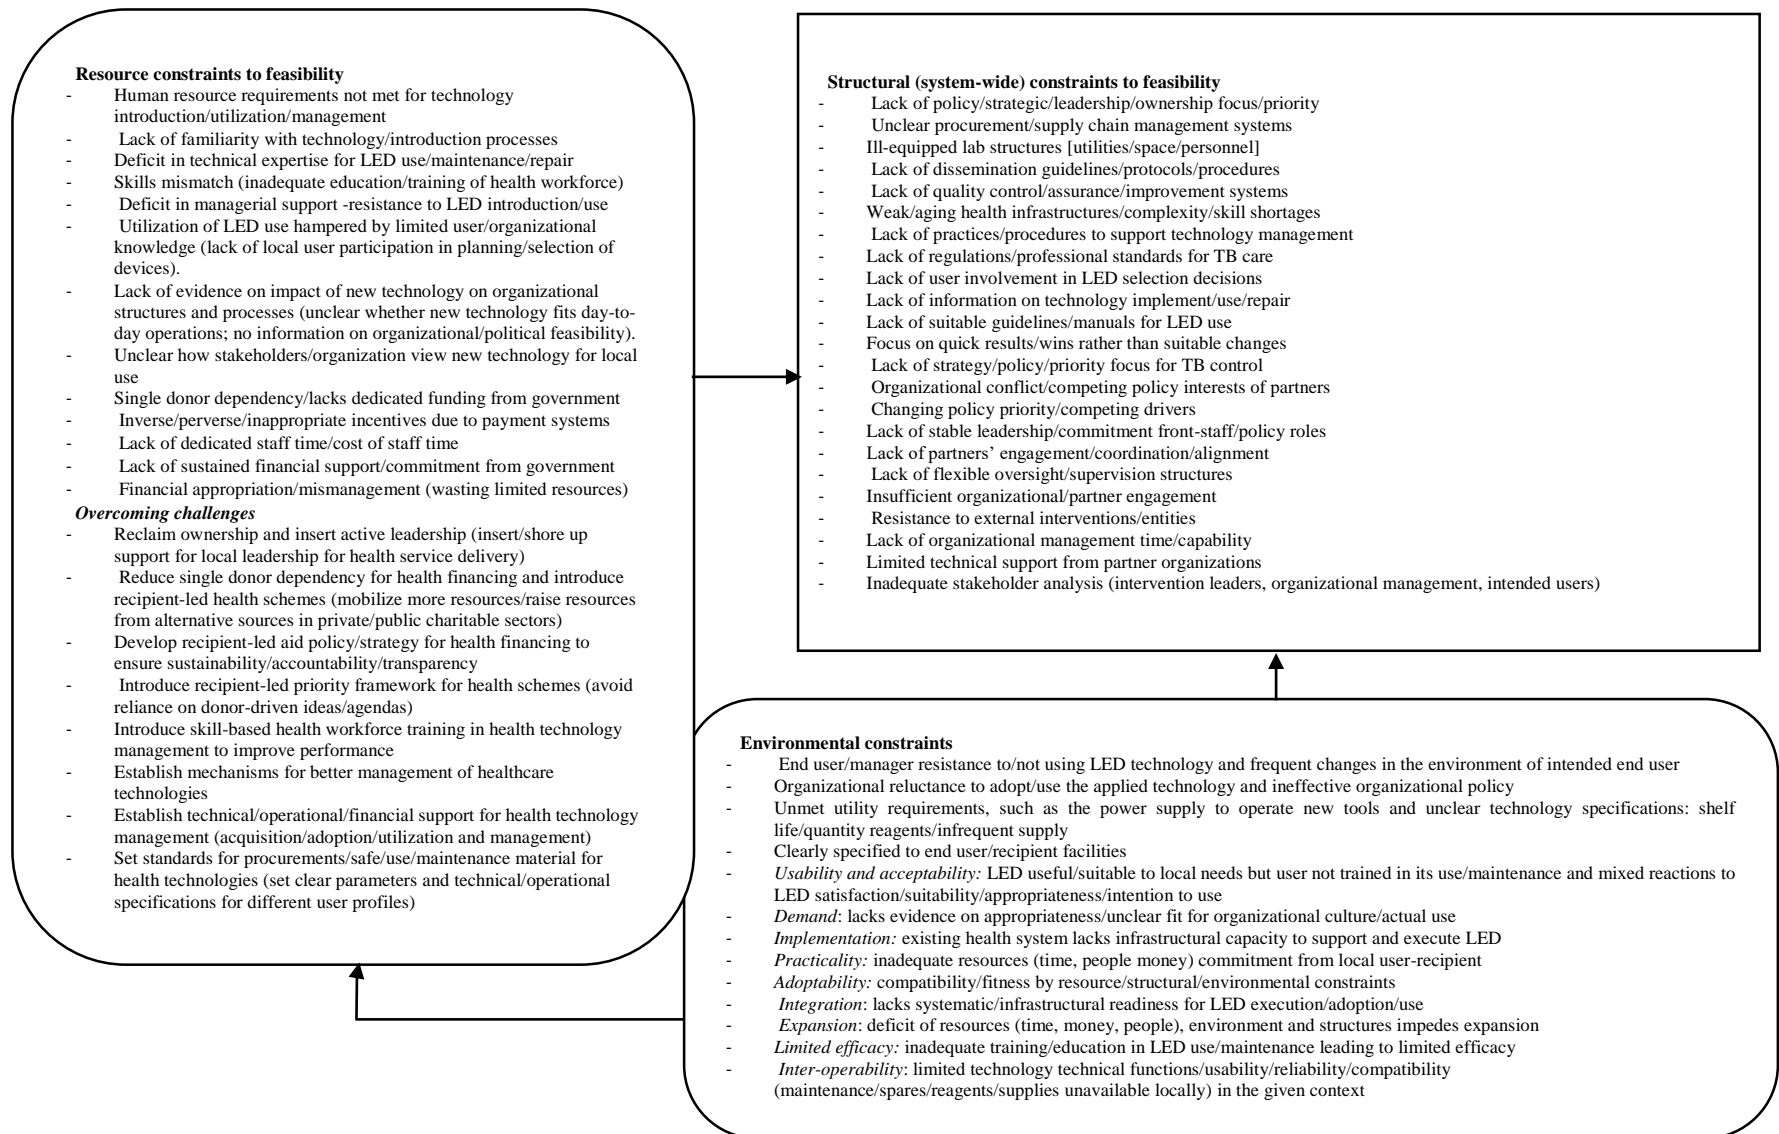 Resource constraints to feasibility
- Human resource requirements not met for technology
introduction/utilization/management
- Lack of familiarity with technology/introduction processes
- Deficit in technical expertise for LED use/maintenance/repair
- Skills mismatch (inadequate education/training of health workforce)
- Deficit in managerial support -resistance to LED introduction/use
- Utilization of LED use hampered by limited user/organizational
knowledge (lack of local user participation in planning/selection of
devices).
- Lack of evidence on impact of new technology on organizational
structures and processes (unclear whether new technology fits day-to-
day operations; no information on organizational/political feasibility).
- Unclear how stakeholders/organization view new technology for local
use
- Single donor dependency/lacks dedicated funding from government
- Inverse/perverse/inappropriate incentives due to payment systems
- Lack of dedicated staff time/cost of staff time
- Lack of sustained financial support/commitment from government
- Financial appropriation/mismanagement (wasting limited resources)
Overcoming challenges
- Reclaim ownership and insert active leadership (insert/shore up
support for local leadership for health service delivery)
- Reduce single donor dependency for health financing and introduce
recipient-led health schemes (mobilize more resources/raise resources
from alternative sources in private/public charitable sectors)
- Develop recipient-led aid policy/strategy for health financing to
ensure sustainability/accountability/transparency
- Introduce recipient-led priority framework for health schemes (avoid
reliance on donor-driven ideas/agendas)
- Introduce skill-based health workforce training in health technology
management to improve performance
- Establish mechanisms for better management of healthcare
technologies
- Establish technical/operational/financial support for health technology
management (acquisition/adoption/utilization and management)
- Set standards for procurements/safe/use/maintenance material for
health technologies (set clear parameters and technical/operational
specifications for different user profiles)
Structural (system-wide) constraints to feasibility
- Lack of policy/strategic/leadership/ownership focus/priority
- Unclear procurement/supply chain management systems
- Ill-equipped lab structures [utilities/space/personnel]
- Lack of dissemination guidelines/protocols/procedures
- Lack of quality control/assurance/improvement systems
- Weak/aging health infrastructures/complexity/skill shortages
- Lack of practices/procedures to support technology management
- Lack of regulations/professional standards for TB care
- Lack of user involvement in LED selection decisions
- Lack of information on technology implement/use/repair
- Lack of suitable guidelines/manuals for LED use
- Focus on quick results/wins rather than suitable changes
- Lack of strategy/policy/priority focus for TB control
- Organizational conflict/competing policy interests of partners
- Changing policy priority/competing drivers
- Lack of stable leadership/commitment front-staff/policy roles
- Lack of partners’ engagement/coordination/alignment
- Lack of flexible oversight/supervision structures
- Insufficient organizational/partner engagement
- Resistance to external interventions/entities
- Lack of organizational management time/capability
- Limited technical support from partner organizations
- Inadequate stakeholder analysis (intervention leaders, organizational management, intended users)
Environmental constraints
- End user/manager resistance to/not using LED technology and frequent changes in the environment of intended end user
- Organizational reluctance to adopt/use the applied technology and ineffective organizational policy
- Unmet utility requirements, such as the power supply to operate new tools and unclear technology specifications: shelf
life/quantity reagents/infrequent supply
- Clearly specified to end user/recipient facilities
- Usability and acceptability: LED useful/suitable to local needs but user not trained in its use/maintenance and mixed reactions to
LED satisfaction/suitability/appropriateness/intention to use
- Demand: lacks evidence on appropriateness/unclear fit for organizational culture/actual use
- Implementation: existing health system lacks infrastructural capacity to support and execute LED
- Practicality: inadequate resources (time, people money) commitment from local user-recipient
- Adoptability: compatibility/fitness by resource/structural/environmental constraints
- Integration: lacks systematic/infrastructural readiness for LED execution/adoption/use
- Expansion: deficit of resources (time, money, people), environment and structures impedes expansion
- Limited efficacy: inadequate training/education in LED use/maintenance leading to limited efficacy
- Inter-operability: limited technology technical functions/usability/reliability/compatibility
(maintenance/spares/reagents/supplies unavailable locally) in the given context